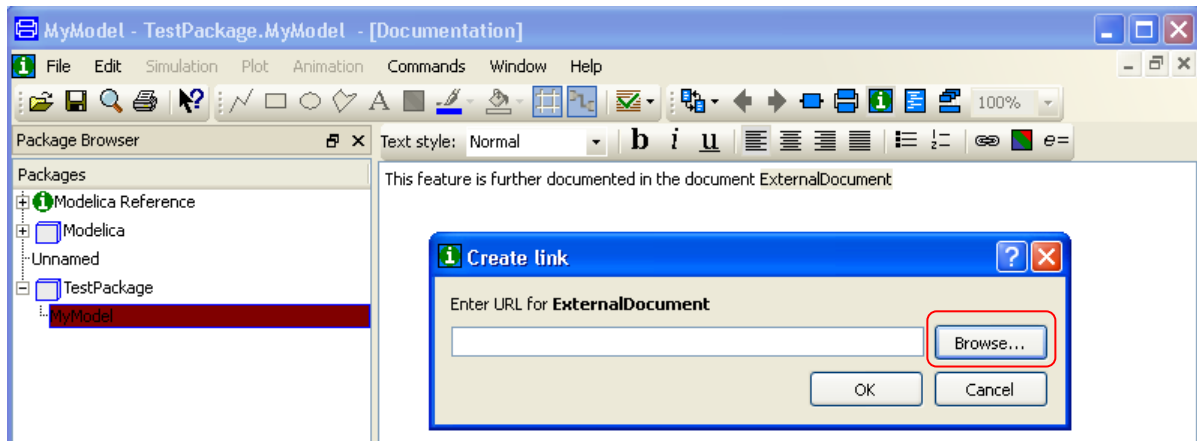 MyModel - TestPackage.MyModel - [Documentation]
File Edit Simulation Plot Animation Commands Window Help
100%
Package Browser
Text style: Normal b i u e=
Packages
This feature is further documented in the document ExternalDocument
Modelica Reference
Modelica
Unnamed
TestPackage
MyModel
Create link
Enter URL for ExternalDocument
Browse...
OK Cancel